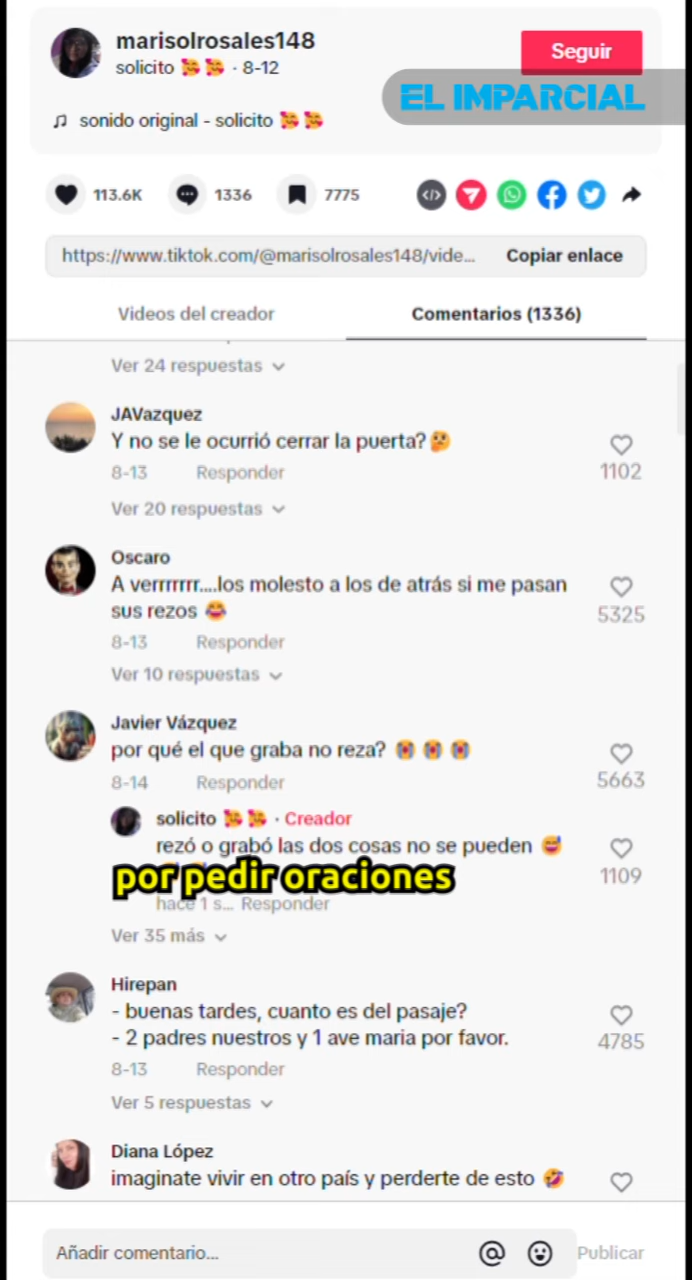 marisolrosales148
solicito 🥰 🥰 · 8-12
Seguir
EL IMPARCIAL
♫ sonido original - solicito 🥰 🥰
113.6K
1336
7775
https://www.tiktok.com/@marisolrosales148/vide...
Copiar enlace
Videos del creador
Comentarios (1336)
Ver 24 respuestas
JAVazquez
Y no se le ocurrió cerrar la puerta? 🤔
1102
8-13 Responder
Ver 20 respuestas
Oscaro
A verrrrrrr....los molesto a los de atrás si me pasan
sus rezos 😂
5325
8-13 Responder
Ver 10 respuestas
Javier Vázquez
por qué el que graba no reza? 😭 😭 😭
5663
8-14 Responder
solicito 🥰 🥰 · Creador
rezó o grabó las dos cosas no se pueden 😅
1109
por pedir oraciones
hace 1 s... Responder
Ver 35 más
Hirepan
- buenas tardes, cuanto es del pasaje?
- 2 padres nuestros y 1 ave maria por favor.
4785
8-13 Responder
Ver 5 respuestas
Diana López
imaginate vivir en otro país y perderte de esto 🤣
Añadir comentario...
Publicar